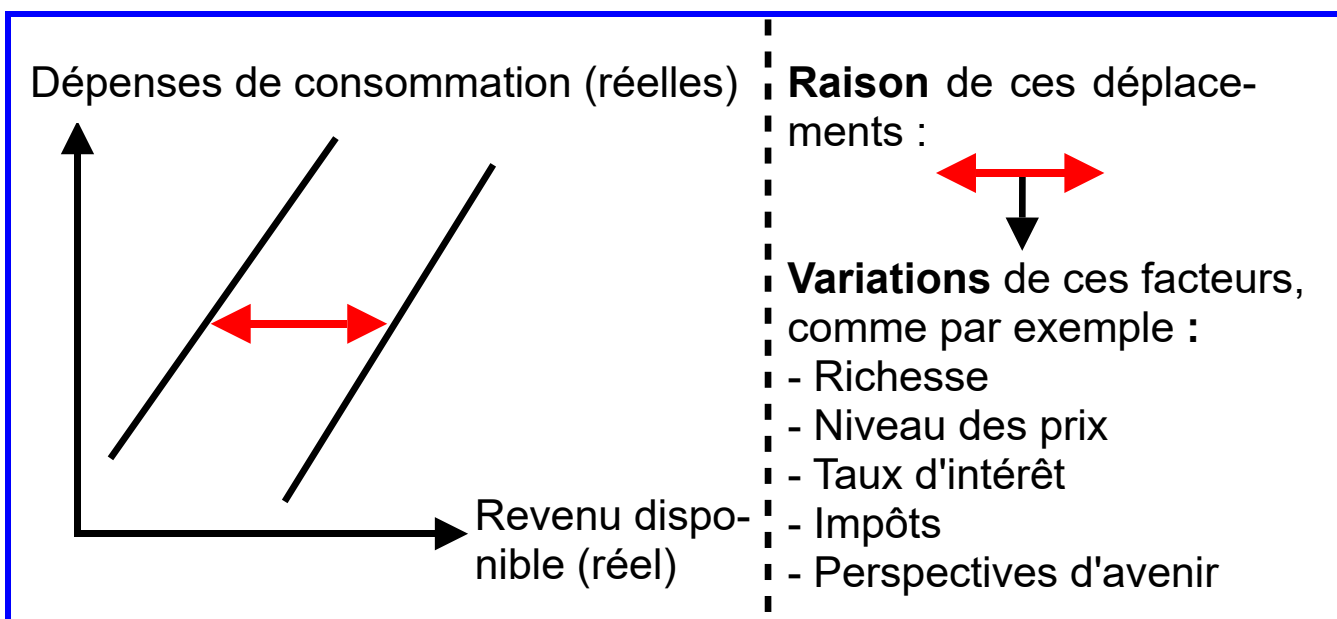 Dépenses de consommation (réelles)
Revenu dispo-
nible (réel)
Raison de ces déplace-
ments :
Variations de ces facteurs,
comme par exemple :
- Richesse
- Niveau des prix
- Taux d'intérêt
- Impôts
- Perspectives d'avenir